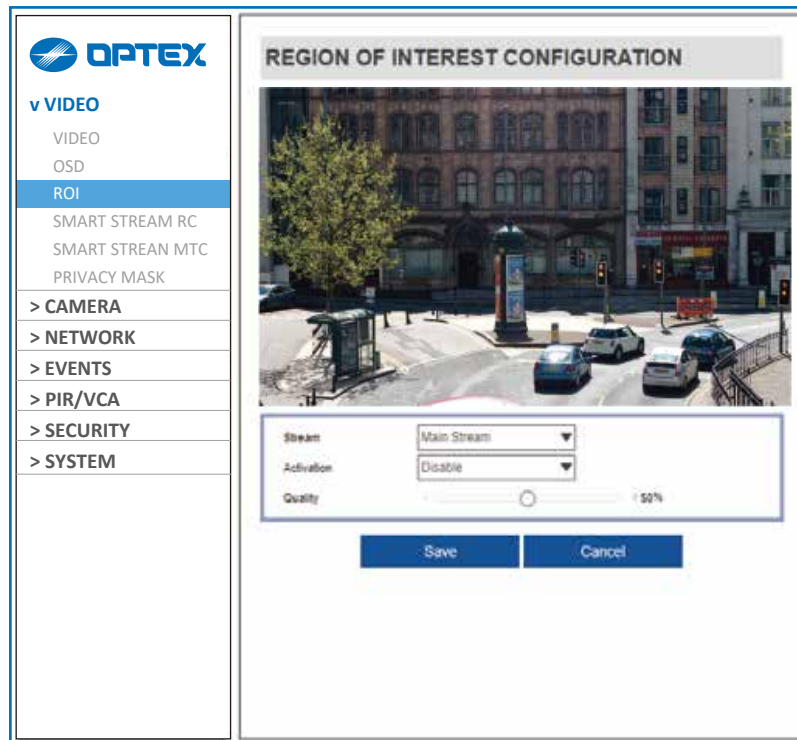 OPTEX
v VIDEO
VIDEO
OSD
ROI
SMART STREAM RC
SMART STREAN MTC
PRIVACY MASK
> CAMERA
> NETWORK
> EVENTS
> PIR/VCA
> SECURITY
> SYSTEM
REGION OF INTEREST CONFIGURATION
Stream Main Stream
Activation Disable
Quality 50%
Save Cancel